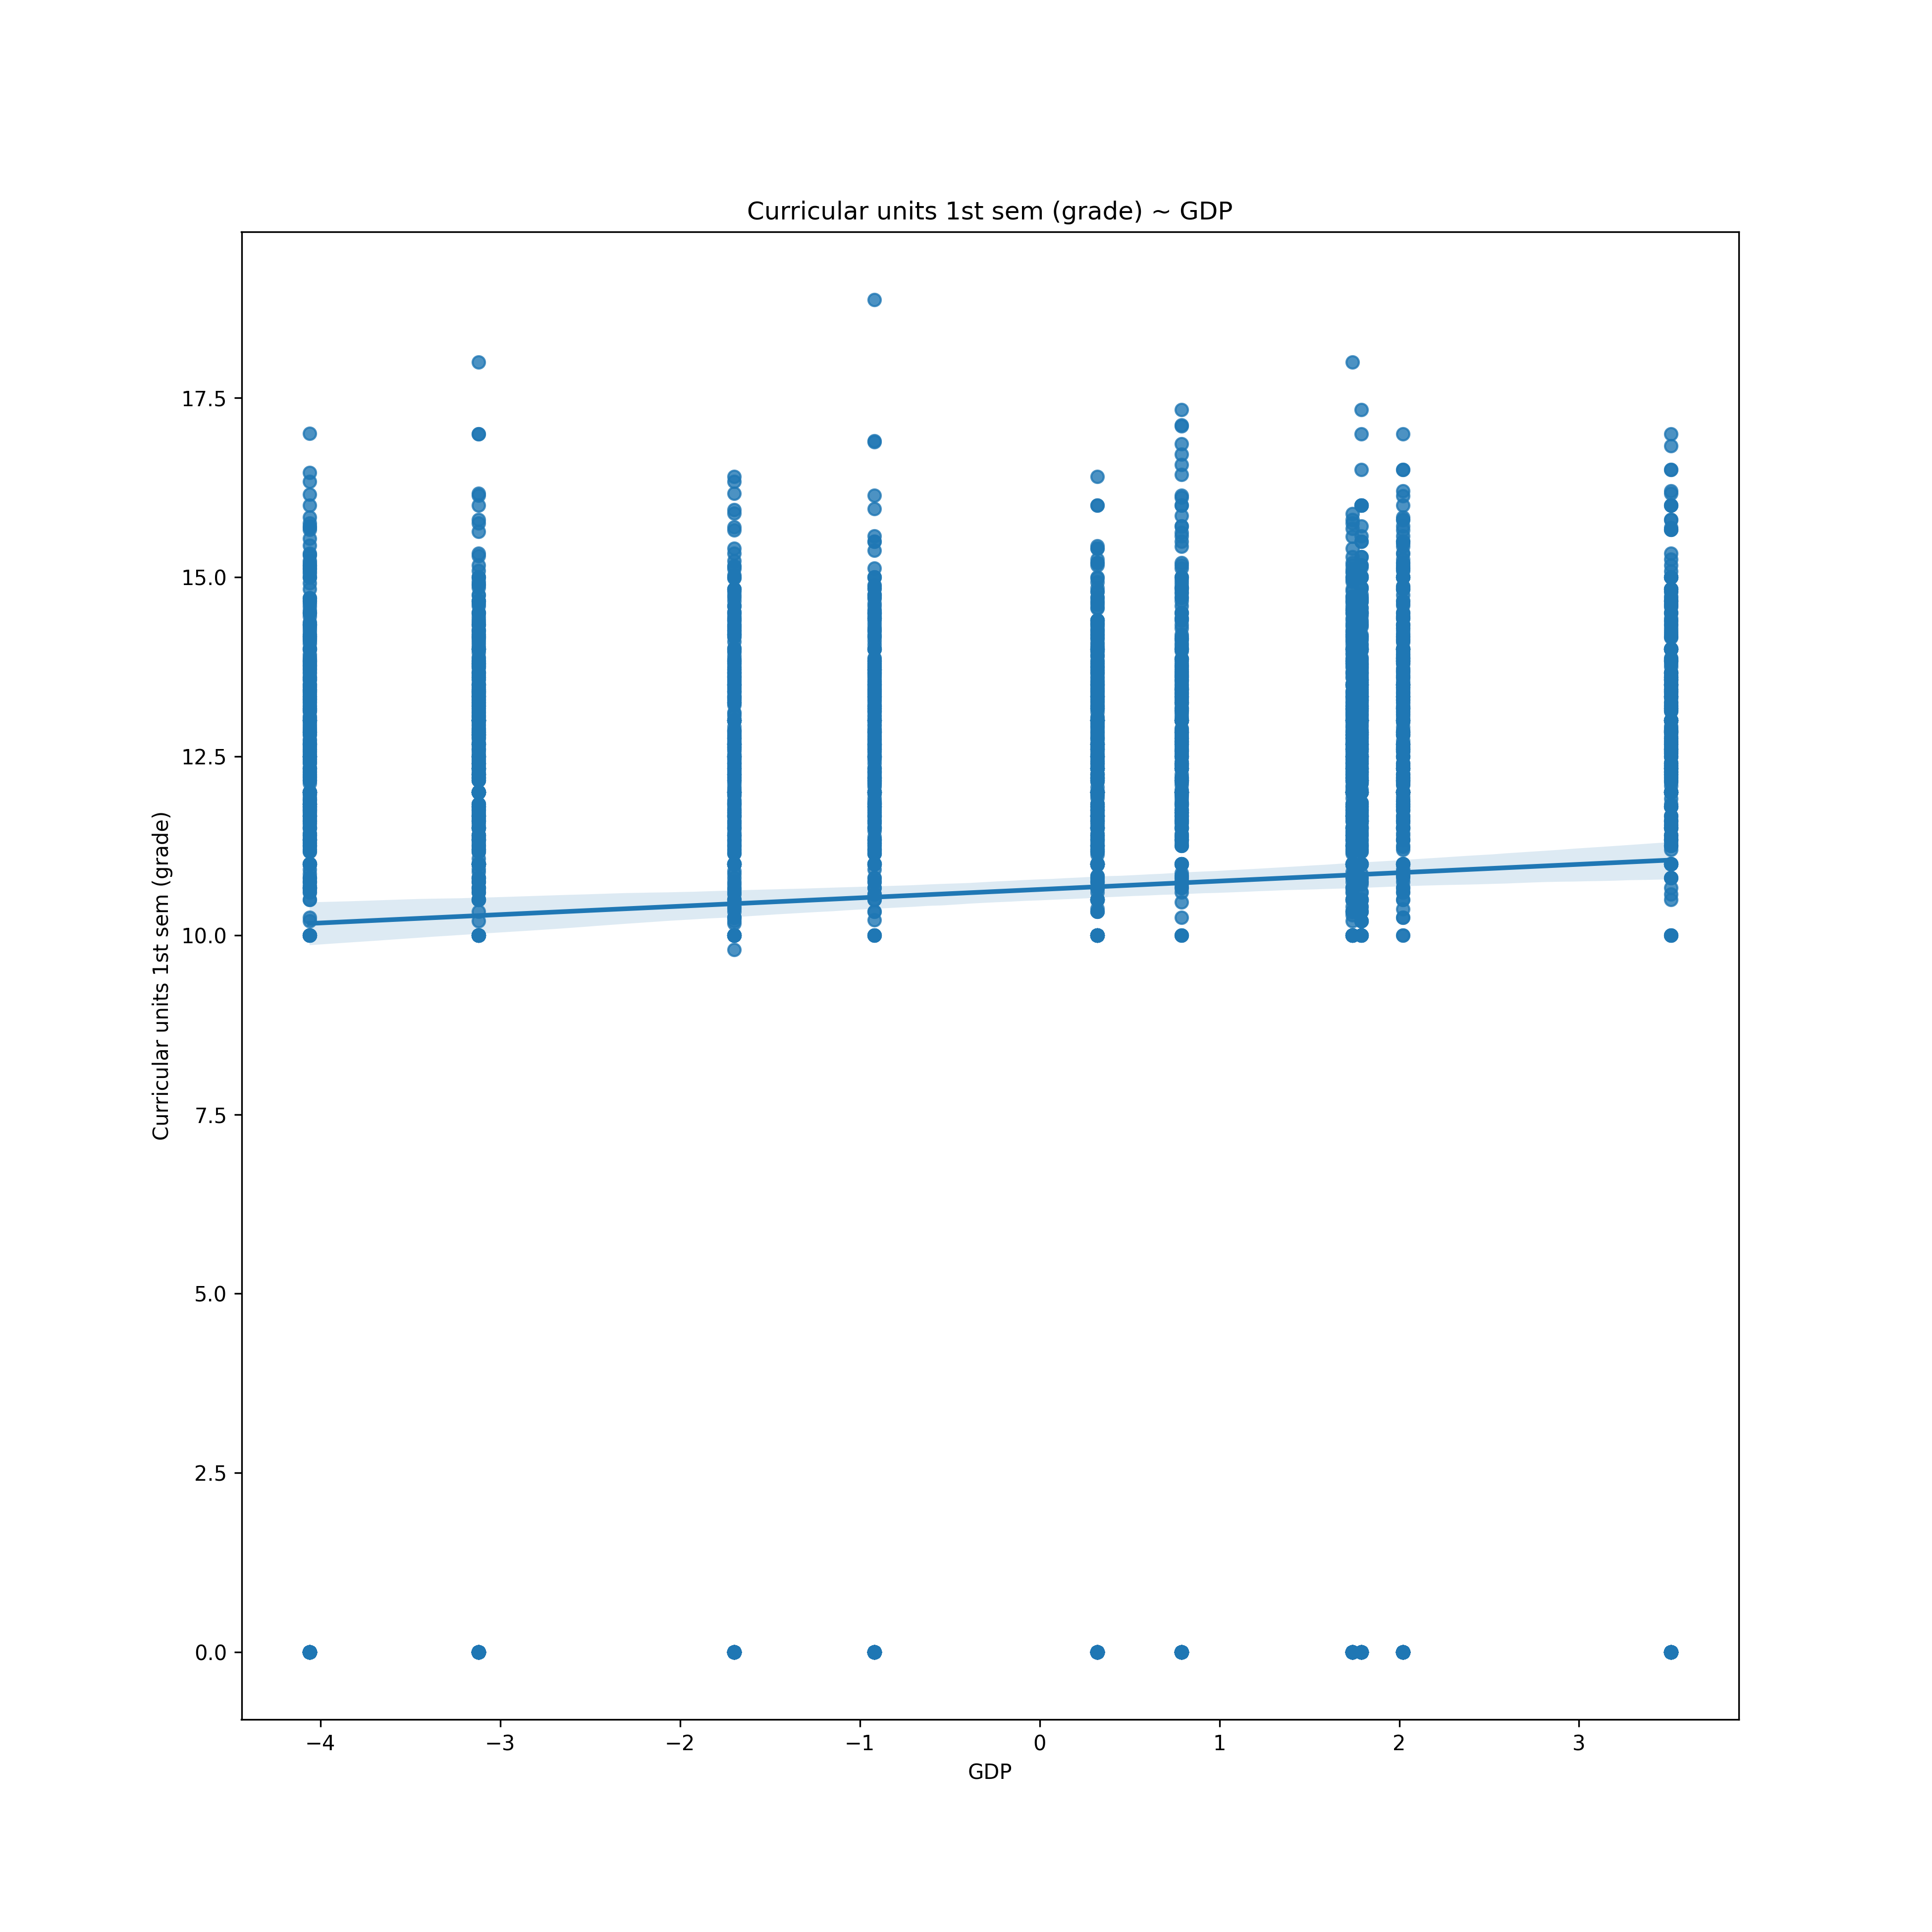 Curricular units 1st sem (grade) ~ GDP
Curricular units 1st sem (grade)
17.5
15.0
12.5
10.0
7.5
5.0
2.5
0.0
−4 −3 −2 −1 0 1 2 3
GDP